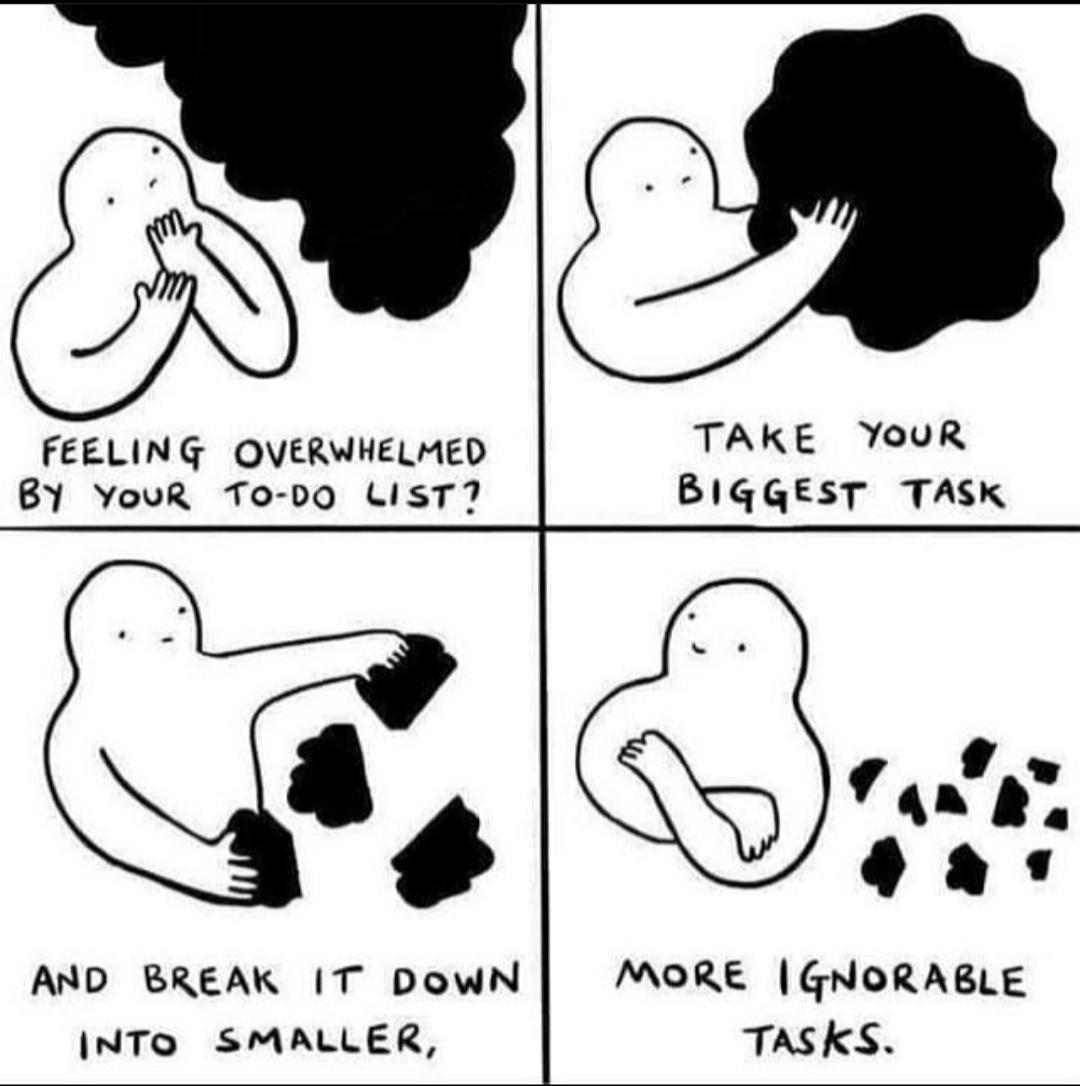 FEELING OVERWHELMED
BY YOUR TO-DO LIST?
TAKE YOUR
BIGGEST TASK
AND BREAK IT DOWN
INTO SMALLER,
MORE IGNORABLE
TASKS.